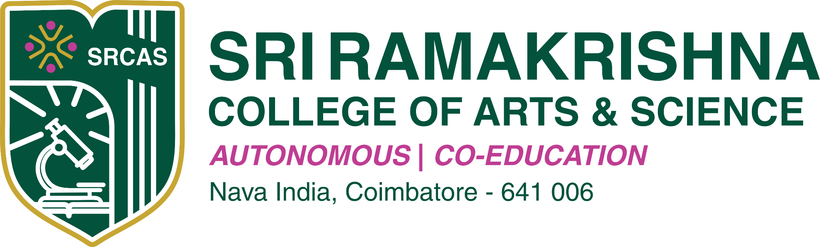 SRCAS
SRI RAMAKRISHNA
COLLEGE OF ARTS & SCIENCE
AUTONOMOUS | CO-EDUCATION
Nava India, Coimbatore - 641 006